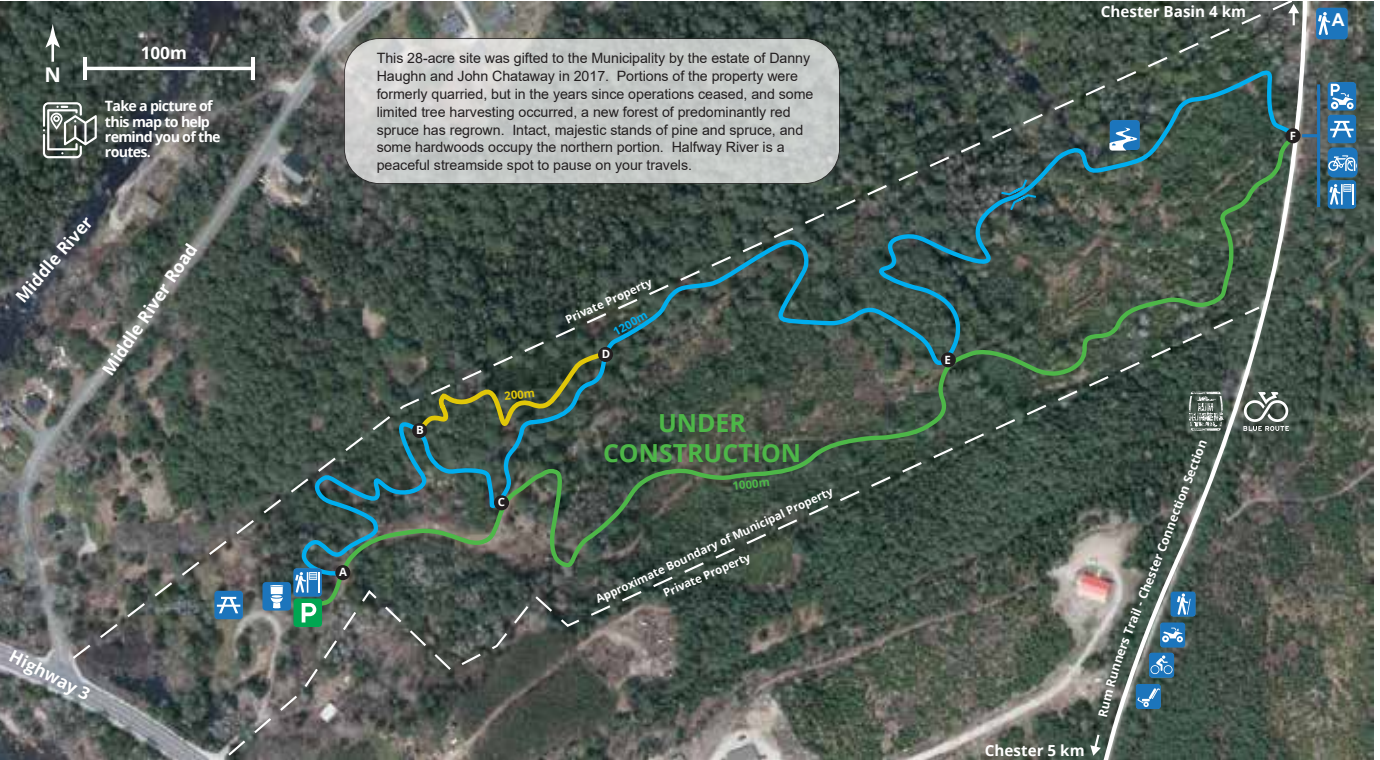 Chester Basin 4 km
A
100m
N
Take a picture of
this map to help
remind you of the
routes.
This 28-acre site was gifted to the Municipality by the estate of Danny
Haughn and John Chataway in 2017.  Portions of the property were
formerly quarried, but in the years since operations ceased, and some
limited tree harvesting occurred, a new forest of predominantly red
spruce has regrown.  Intact, majestic stands of pine and spruce, and
some hardwoods occupy the northern portion.  Halfway River is a
peaceful streamside spot to pause on your travels.
P
F
Middle River
Middle River Road
Private Property
1200m
D
E
200m
B
UNDER
CONSTRUCTION
BLUE ROUTE
C
1000m
Approximate Boundary of Municipal Property
Private Property
A
P
Highway 3
Rum Runners Trail - Chester Connection Section
Chester 5 km